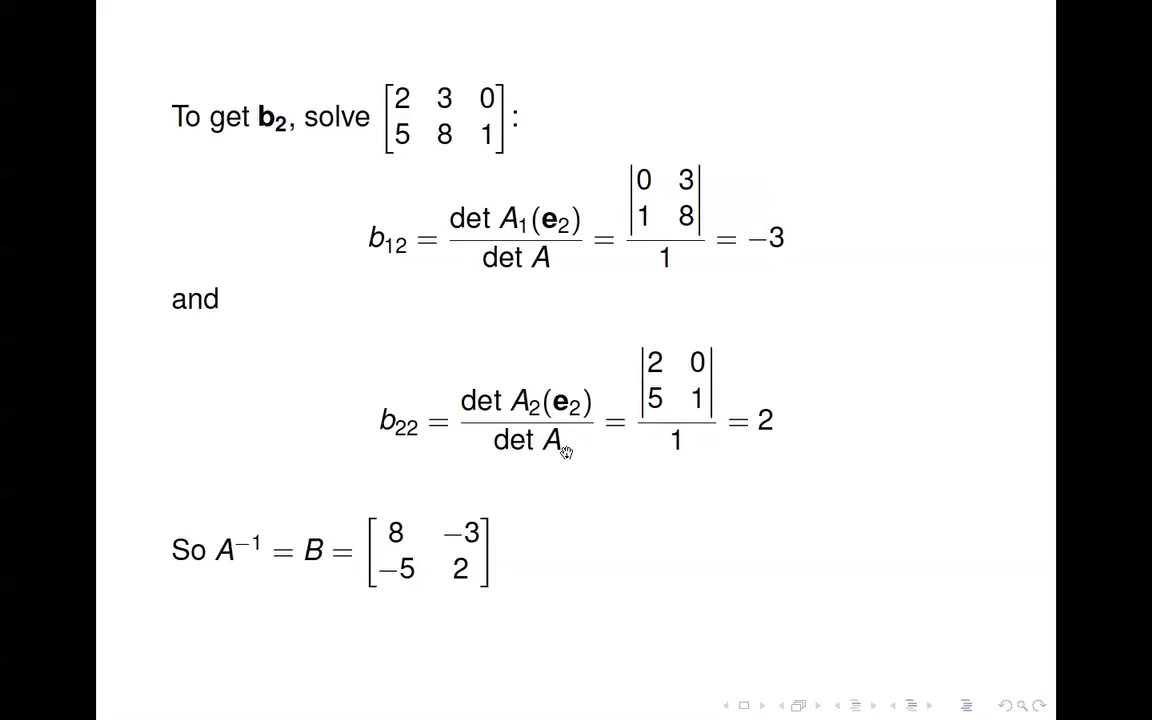 To get b₂, solve [2 3 0; 5 8 1]:
b₁₂ = det A₁(e₂) / det A = |0 3; 1 8| / 1 = −3
and
b₂₂ = det A₂(e₂) / det A = |2 0; 5 1| / 1 = 2
So A⁻¹ = B = [8 −3; −5 2]